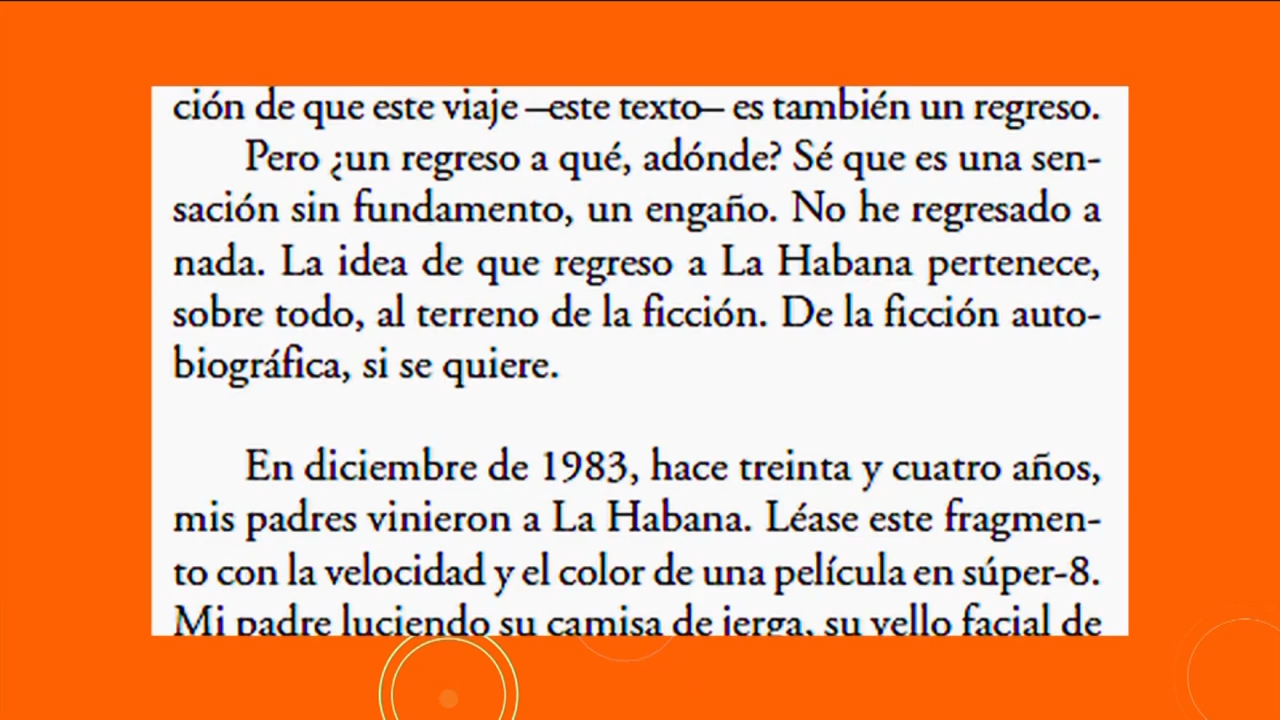 ción de que este viaje –este texto– es también un regreso.
Pero ¿un regreso a qué, adónde? Sé que es una sen-
sación sin fundamento, un engaño. No he regresado a
nada. La idea de que regreso a La Habana pertenece,
sobre todo, al terreno de la ficción. De la ficción auto-
biográfica, si se quiere.
En diciembre de 1983, hace treinta y cuatro años,
mis padres vinieron a La Habana. Léase este fragmen-
to con la velocidad y el color de una película en súper-8.
Mi padre luciendo su camisa de jerga, su vello facial de